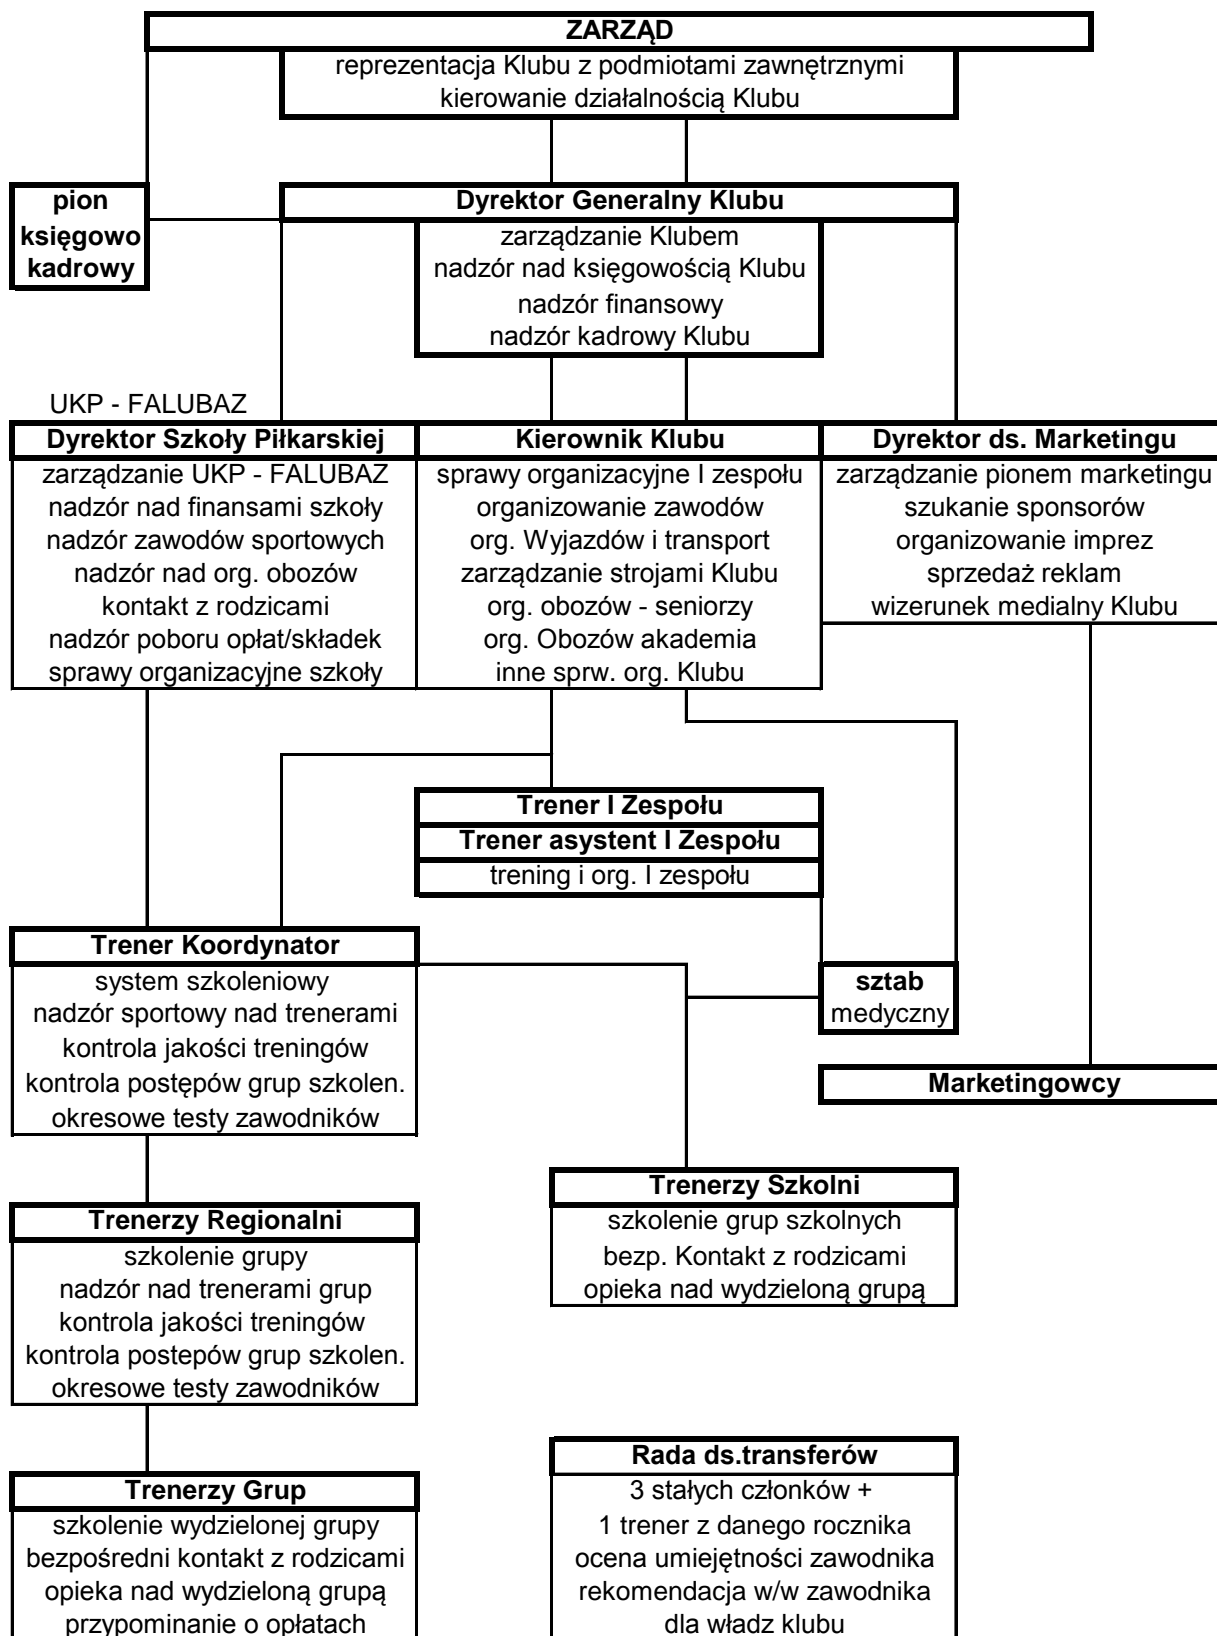 ZARZĄD
reprezentacja Klubu z podmiotami zawnętrznymi
kierowanie działalnością Klubu
pion
księgowo
kadrowy
Dyrektor Generalny Klubu
zarządzanie Klubem
nadzór nad księgowością Klubu
nadzór finansowy
nadzór kadrowy Klubu
UKP - FALUBAZ
Dyrektor Szkoły Piłkarskiej
zarządzanie UKP - FALUBAZ
nadzór nad finansami szkoły
nadzór zawodów sportowych
nadzór nad org. obozów
kontakt z rodzicami
nadzór poboru opłat/składek
sprawy organizacyjne szkoły
Kierownik Klubu
sprawy organizacyjne I zespołu
organizowanie zawodów
org. Wyjazdów i transport
zarządzanie strojami Klubu
org. obozów - seniorzy
org. Obozów akademia
inne sprw. org. Klubu
Dyrektor ds. Marketingu
zarządzanie pionem marketingu
szukanie sponsorów
organizowanie imprez
sprzedaż reklam
wizerunek medialny Klubu
Trener I Zespołu
Trener asystent I Zespołu
trening i org. I zespołu
Trener Koordynator
system szkoleniowy
nadzór sportowy nad trenerami
kontrola jakości treningów
kontrola postępów grup szkolen.
okresowe testy zawodników
sztab
medyczny
Marketingowcy
Trenerzy Szkolni
szkolenie grup szkolnych
bezp. Kontakt z rodzicami
opieka nad wydzieloną grupą
Trenerzy Regionalni
szkolenie grupy
nadzór nad trenerami grup
kontrola jakości treningów
kontrola postepów grup szkolen.
okresowe testy zawodników
Rada ds.transferów
3 stałych członków +
1 trener z danego rocznika
ocena umiejętności zawodnika
rekomendacja w/w zawodnika
dla władz klubu
Trenerzy Grup
szkolenie wydzielonej grupy
bezpośredni kontakt z rodzicami
opieka nad wydzieloną grupą
przypominanie o opłatach